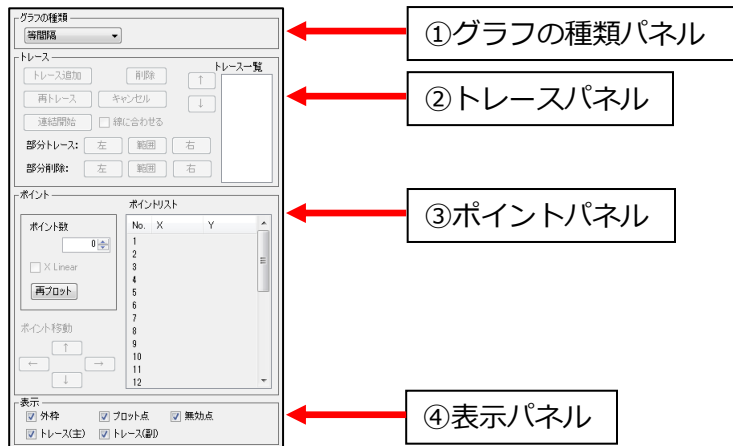 グラフの種類
等間隔
①グラフの種類パネル
トレース
トレース一覧
トレース追加 削除 ↑
再トレース キャンセル ↓
連結開始 線に合わせる
部分トレース: 左 範囲 右
部分削除: 左 範囲 右
②トレースパネル
ポイント
ポイントリスト
ポイント数
0
X Linear
再プロット
ポイント移動
↑
← →
↓
No. X Y
1
2
3
4
5
6
7
8
9
10
11
12
③ポイントパネル
表示
外枠 プロット点 無効点
トレース(主) トレース(副)
④表示パネル